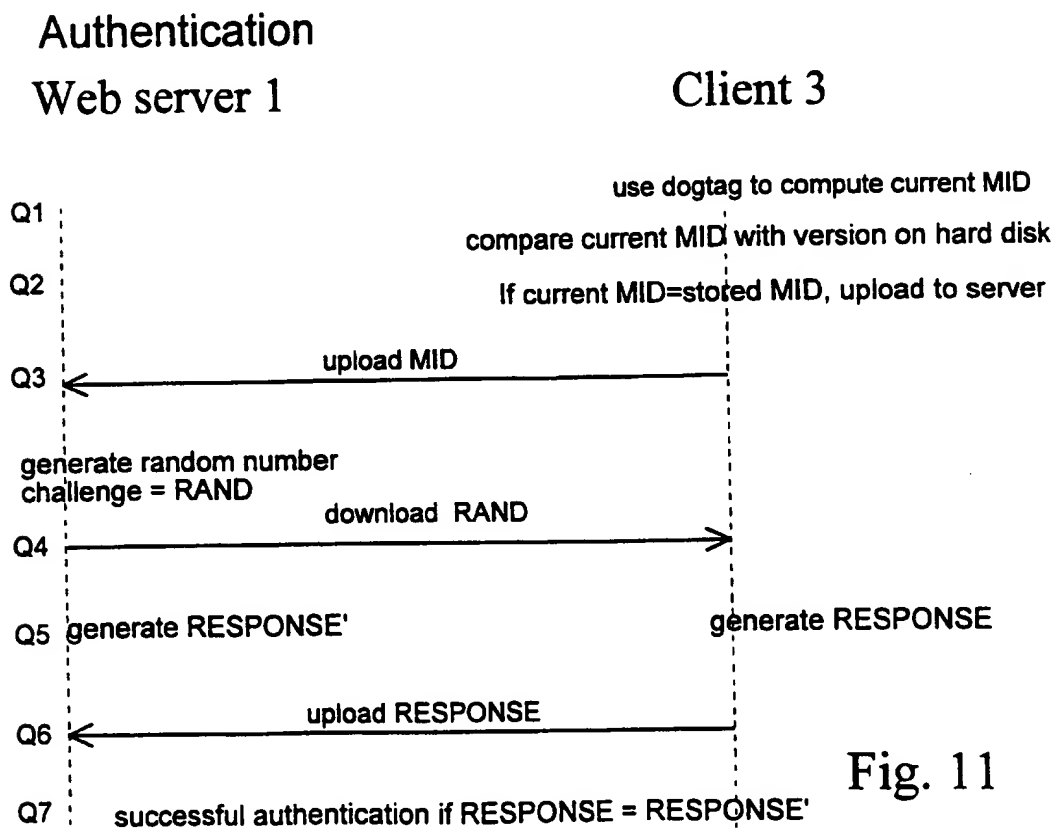 Authentication
Web server 1
Client 3
use dogtag to compute current MID
Q1
compare current MID with version on hard disk
Q2
If current MID=stored MID, upload to server
upload MID
Q3
generate random number
challenge = RAND
download RAND
Q4
Q5 generate RESPONSE'
generate RESPONSE
upload RESPONSE
Q6
Fig. 11
Q7 successful authentication if RESPONSE = RESPONSE'